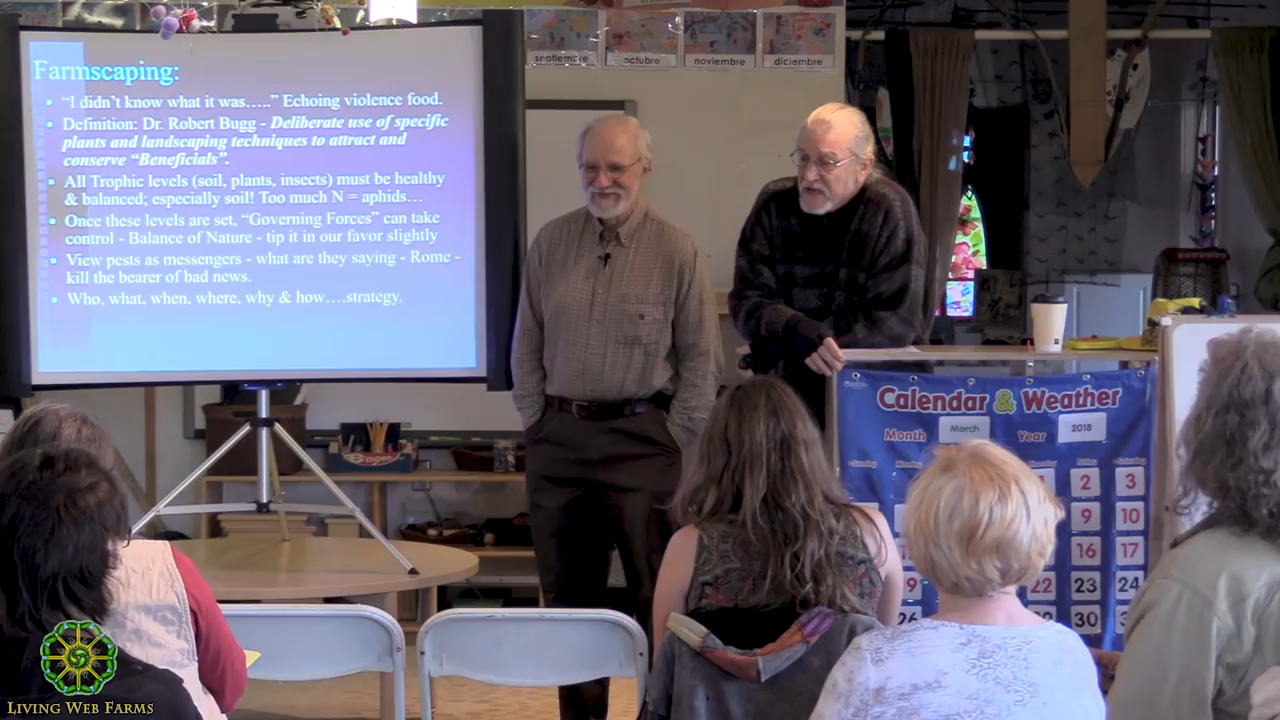 septiembre
octubre
noviembre
diciembre
Farmscaping:
• "I didn't know what it was….." Echoing violence food.
• Definition: Dr. Robert Bugg - Deliberate use of specific
plants and landscaping techniques to attract and
conserve "Beneficials".
• All Trophic levels (soil, plants, insects) must be healthy
& balanced; especially soil! Too much N = aphids…
• Once these levels are set, "Governing Forces" can take
control - Balance of Nature - tip it in our favor slightly
• View pests as messengers - what are they saying - Rome -
kill the bearer of bad news.
• Who, what, when, where, why & how….strategy.
Calendar & Weather
Month March Year 2018
Sunday Monday
2 3
9 10
16 17
22 23 24
26 30
LIVING WEB FARMS